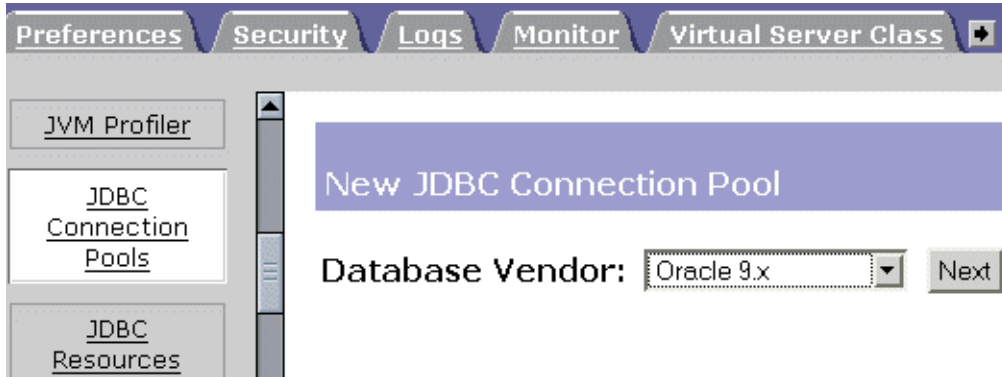 Preferences Security Logs Monitor Virtual Server Class
JVM Profiler
JDBC
Connection
Pools
JDBC
Resources
New JDBC Connection Pool
Database Vendor: Oracle 9.x Next